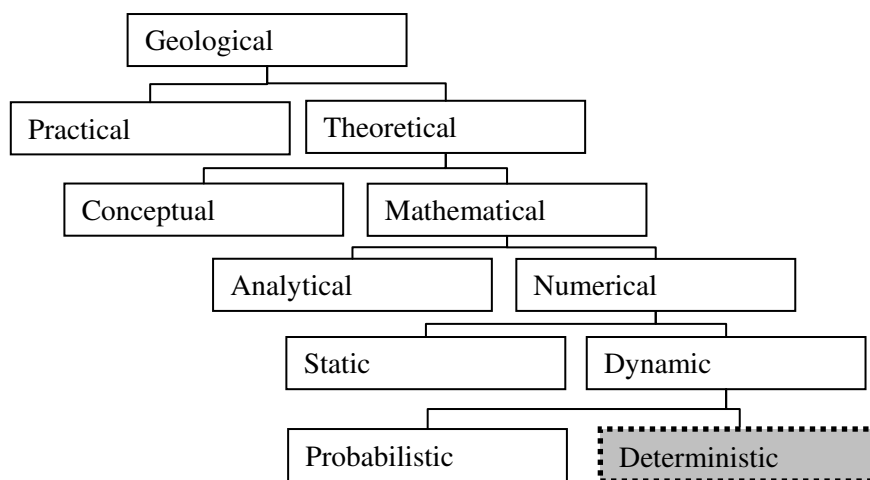 Geological
Practical
Theoretical
Conceptual
Mathematical
Analytical
Numerical
Static
Dynamic
Probabilistic
Deterministic